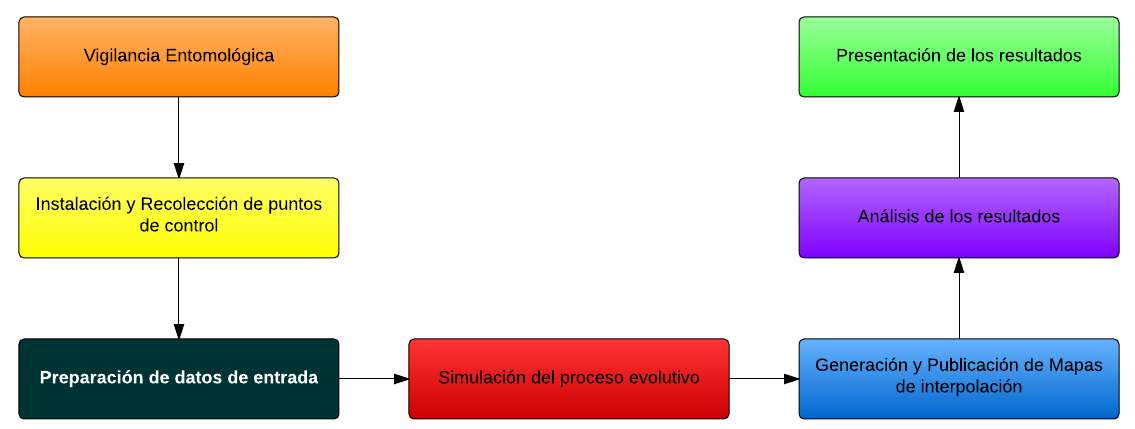 Vigilancia Entomológica
Instalación y Recolección de puntos
de control
Preparación de datos de entrada
Simulación del proceso evolutivo
Generación y Publicación de Mapas
de interpolación
Análisis de los resultados
Presentación de los resultados